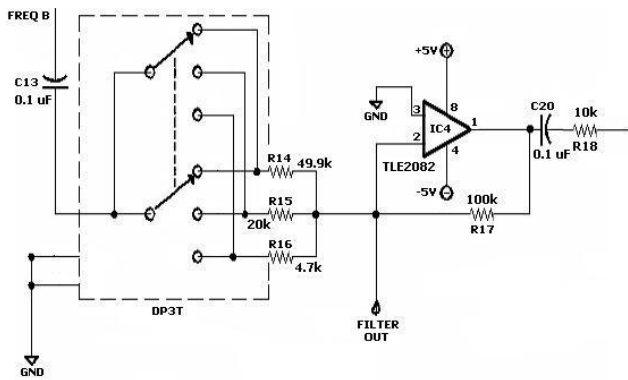 FREQ B
C13
0.1 uF
+5V
3
8
GND
IC4
1
2
4
TLE2082
-5V
C20
0.1 uF
10k
R18
R14
49.9k
R15
20k
R16
4.7k
100k
R17
DP3T
FILTER
OUT
GND